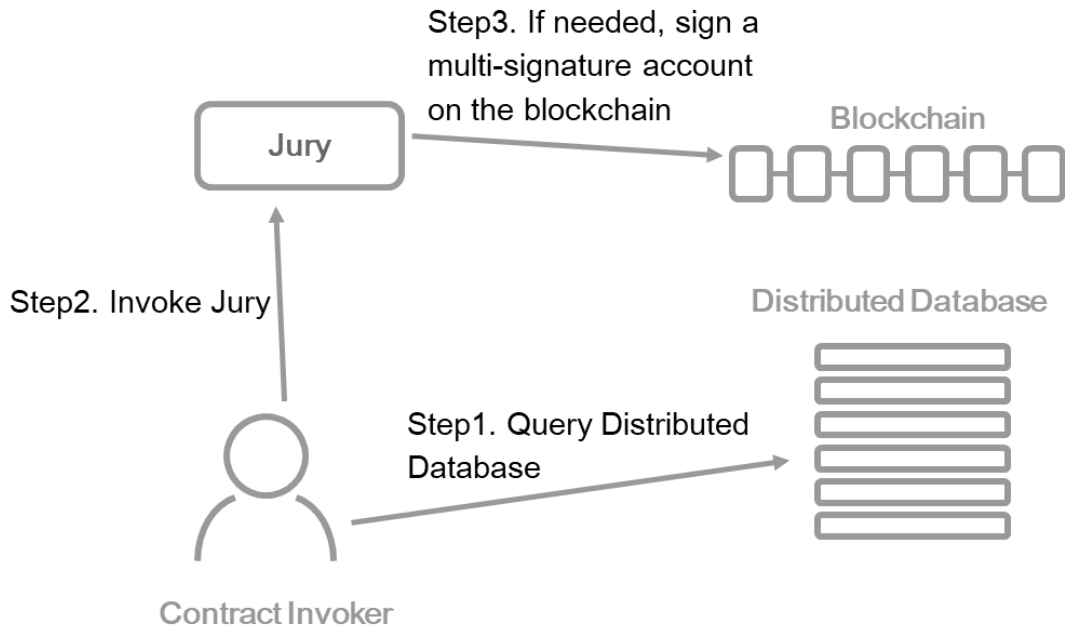 Step3. If needed, sign a
multi-signature account
on the blockchain
Jury
Blockchain
Step2. Invoke Jury
Distributed Database
Step1. Query Distributed
Database
Contract Invoker